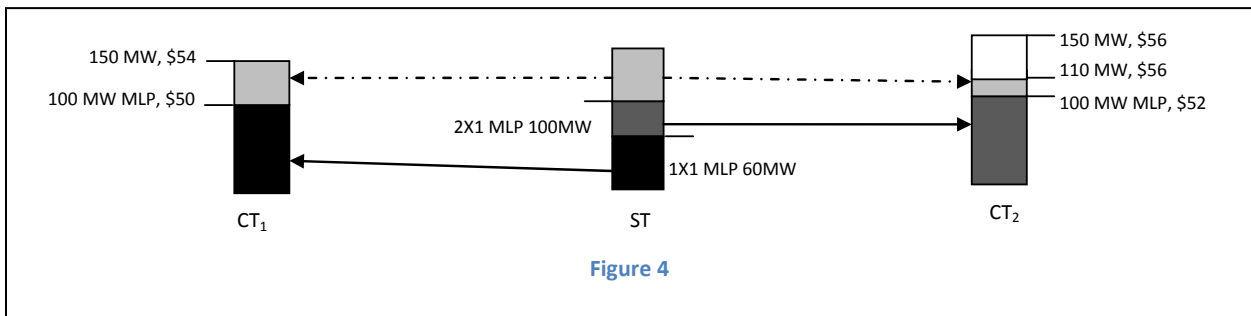 150 MW, $54
100 MW MLP, $50
CT1
2X1 MLP 100MW
1X1 MLP 60MW
ST
150 MW, $56
110 MW, $56
100 MW MLP, $52
CT2
Figure 4